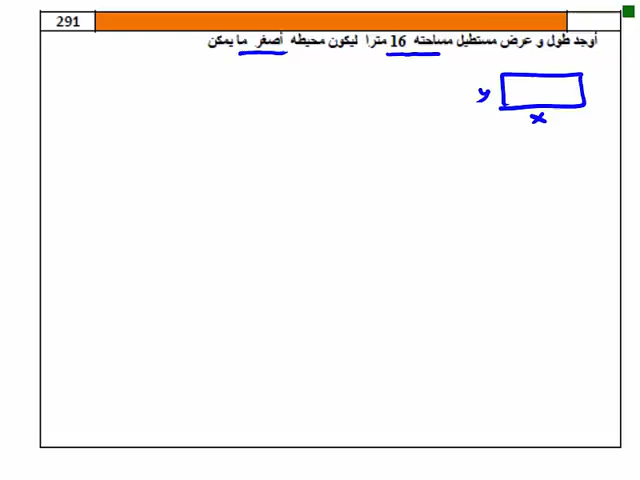 291
أوجد طول و عرض مستطيل مساحته 16 مترا ليكون محيطه أصغر ما يمكن
y
x